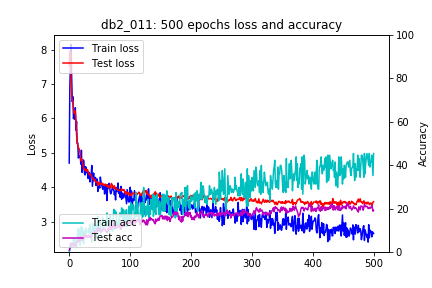 db2_011: 500 epochs loss and accuracy
Train loss
Test loss
Train acc
Test acc
Loss
8
7
6
5
4
3
Accuracy
100
80
60
40
20
0
0
100
200
300
400
500